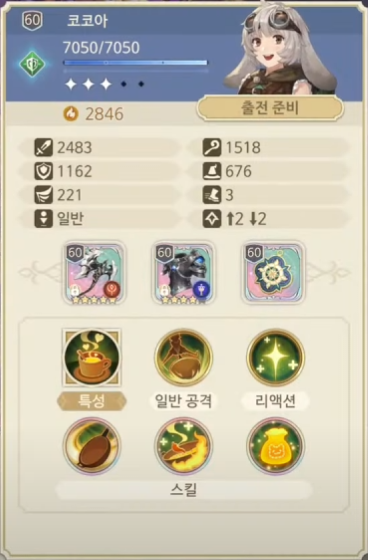 60 코코아
7050/7050
2846
출전 준비
2483 1518
1162 676
221 3
일반 2 2
60 60 60
특성 일반 공격 리액션
스킬